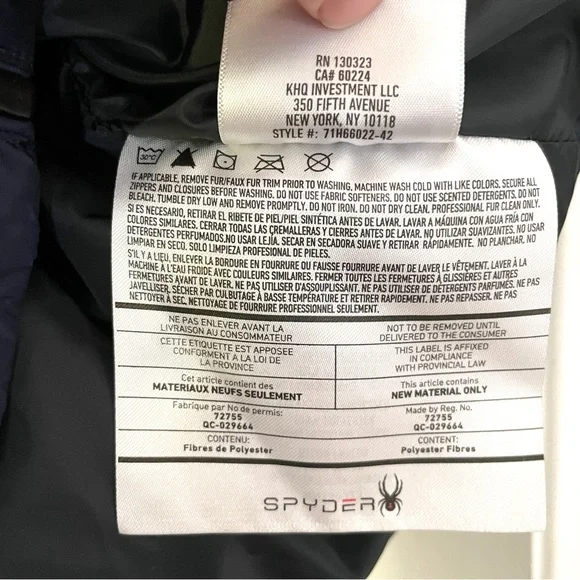 RN 130323
CA# 60224
KHQ INVESTMENT LLC
350 FIFTH AVENUE
NEW YORK, NY 10118
STYLE #: 71H66022-42
30°C
IF APPLICABLE, REMOVE FUR/FAUX FUR TRIM PRIOR TO WASHING. MACHINE WASH COLD WITH LIKE COLORS. SECURE ALL
ZIPPERS AND CLOSURES BEFORE WASHING. DO NOT USE FABRIC SOFTENERS. DO NOT USE SCENTED DETERGENTS. DO NOT
BLEACH. TUMBLE DRY LOW AND REMOVE PROMPTLY. DO NOT IRON. DO NOT DRY CLEAN. PROFESSIONAL FUR CLEAN ONLY.
SI ES NECESARIO, RETIRAR EL RIBETE DE PIEL/PIEL SINTÉTICA ANTES DE LAVAR. LAVAR A MÁQUINA CON AGUA FRÍA CON
COLORES SIMILARES. CERRAR TODAS LAS CREMALLERAS Y CIERRES ANTES DE LAVAR. NO UTILIZAR SUAVIZANTES. NO USAR
DETERGENTES PERFUMADOS.NO USAR LEJÍA. SECAR EN SECADORA SUAVE Y RETIRAR RÁPIDAMENTE. NO PLANCHAR. NO
LIMPIAR EN SECO. SOLO LIMPIEZA PROFESIONAL DE PIELES.
S'IL Y A LIEU, ENLEVER LA BORDURE EN FOURRURE OU FAUSSE FOURRURE AVANT DE LAVER LE VÊTEMENT. LAVER À LA
MACHINE À L'EAU FROIDE AVEC COULEURS SIMILAIRES. FERMER TOUTES LES FERMETURES À GLISSIÈRES ET AUTRES
FERMETURES AVANT DE LAVER. NE PAS UTILISER D'ASSOUPLISSANT. NE PAS UTILISER DE DÉTERGENTS PARFUMÉS. NE PAS
JAVELLISER. SÉCHER PAR CULBUTAGE À BASSE TEMPÉRATURE ET RETIRER RAPIDEMENT. NE PAS REPASSER. NE PAS
NETTOYER À SEC. NETTOYAGE DE FOURRURE PROFESSIONNEL SEULEMENT.
NE PAS ENLEVER AVANT LA
LIVRAISON AU CONSOMMATEUR
NOT TO BE REMOVED UNTIL
DELIVERED TO THE CONSUMER
CETTE ETIQUETTE EST APPOSEE
CONFORMENT A LA LOI DE
LA PROVINCE
THIS LABEL IS AFFIXED
IN COMPLIANCE
WITH PROVINCIAL LAW
Cet article contient des
MATERIAUX NEUFS SEULEMENT
This article contains
NEW MATERIAL ONLY
Fabrique par No de permis:
72755
QC-029664
Made by Reg. No.
72755
QC-029664
CONTENU:
Fibres de Polyester
CONTENT:
Polyester Fibres
SPYDER